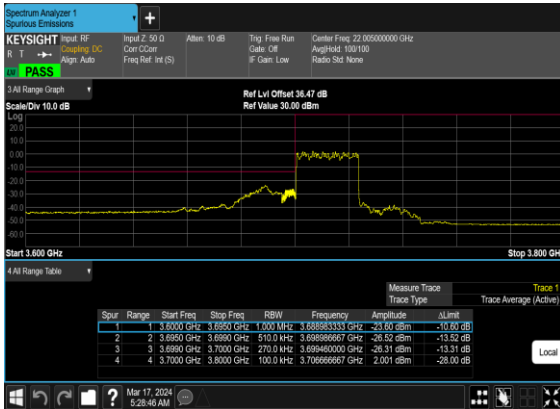 Spectrum Analyzer 1
Spurious Emissions
KEYSIGHT Input: RF Input Z: 50 Ω Atten: 10 dB Trig: Free Run Center Freq: 22.005000000 GHz
R T Coupling: DC Corr CCorr Gate: Off Avg|Hold: 100/100
Align: Auto Freq Ref: Int (S) IF Gain: Low Radio Std: None
PASS
3 All Range Graph
Ref Lvl Offset 36.47 dB
Scale/Div 10.0 dB Ref Value 30.00 dBm
Log
20.0
10.0
0.00
-10.0
-20.0
-30.0
-40.0
-50.0
-60.0
Start 3.600 GHz Stop 3.800 GH
4 All Range Table
Measure Trace Trace 1
Trace Type Trace Average (Active)
Spur Range Start Freq Stop Freq RBW Frequency Amplitude ΔLimit
1 1 3.6000 GHz 3.6950 GHz 1.000 MHz 3.688983333 GHz -23.60 dBm -10.60 dB
2 2 3.6950 GHz 3.6990 GHz 510.0 kHz 3.698986667 GHz -26.52 dBm -13.52 dB
3 3 3.6990 GHz 3.7000 GHz 270.0 kHz 3.699460000 GHz -26.31 dBm -13.31 dB
4 4 3.7000 GHz 3.8000 GHz 100.0 kHz 3.706666667 GHz 2.001 dBm -28.00 dB
Local
Mar 17, 2024
5:28:46 AM